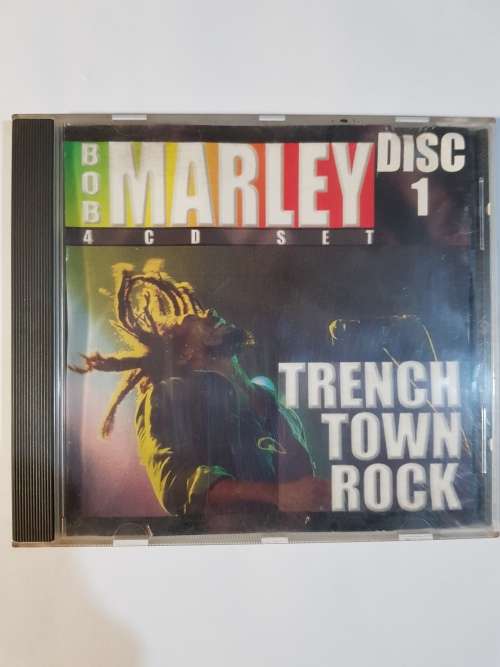 BOB
MARLEY
DISC
1
4 CD SET
TRENCH
TOWN
ROCK